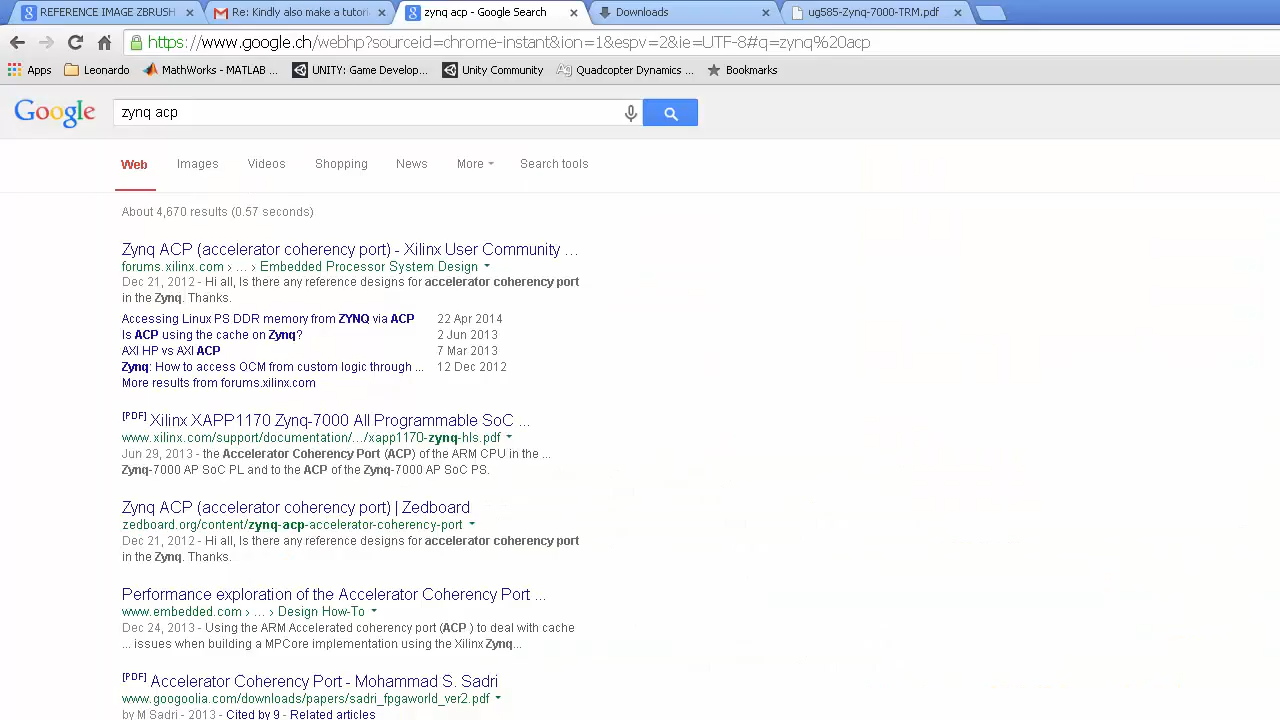 REFERENCE IMAGE ZBRUSH
Re: Kindly also make a tutori
zynq acp - Google Search
Downloads
ug585-Zynq-7000-TRM.pdf
https://www.google.ch/webhp?sourceid=chrome-instant&ion=1&espv=2&ie=UTF-8#q=zynq%20acp
Apps
Leonardo
MathWorks - MATLAB ...
UNITY: Game Develop...
Unity Community
Quadcopter Dynamics ...
Bookmarks
Google
zynq acp
Web
Images
Videos
Shopping
News
More
Search tools
About 4,670 results (0.57 seconds)
Zynq ACP (accelerator coherency port) - Xilinx User Community ...
forums.xilinx.com › ... › Embedded Processor System Design
Dec 21, 2012 - Hi all, Is there any reference designs for accelerator coherency port
in the Zynq. Thanks.
Accessing Linux PS DDR memory from ZYNQ via ACP 22 Apr 2014
Is ACP using the cache on Zynq? 2 Jun 2013
AXI HP vs AXI ACP 7 Mar 2013
Zynq: How to access OCM from custom logic through ... 12 Dec 2012
More results from forums.xilinx.com
[PDF] Xilinx XAPP1170 Zynq-7000 All Programmable SoC ...
www.xilinx.com/support/documentation/.../xapp1170-zynq-hls.pdf
Jun 29, 2013 - the Accelerator Coherency Port (ACP) of the ARM CPU in the ...
Zynq-7000 AP SoC PL and to the ACP of the Zynq-7000 AP SoC PS.
Zynq ACP (accelerator coherency port) | Zedboard
zedboard.org/content/zynq-acp-accelerator-coherency-port
Dec 21, 2012 - Hi all, Is there any reference designs for accelerator coherency port
in the Zynq. Thanks.
Performance exploration of the Accelerator Coherency Port ...
www.embedded.com › ... › Design How-To
Dec 24, 2013 - Using the ARM Accelerated coherency port (ACP ) to deal with cache
... issues when building a MPCore implementation using the Xilinx Zynq...
[PDF] Accelerator Coherency Port - Mohammad S. Sadri
www.googoolia.com/downloads/papers/sadri_fpgaworld_ver2.pdf
by M Sadri - 2013 - Cited by 9 - Related articles